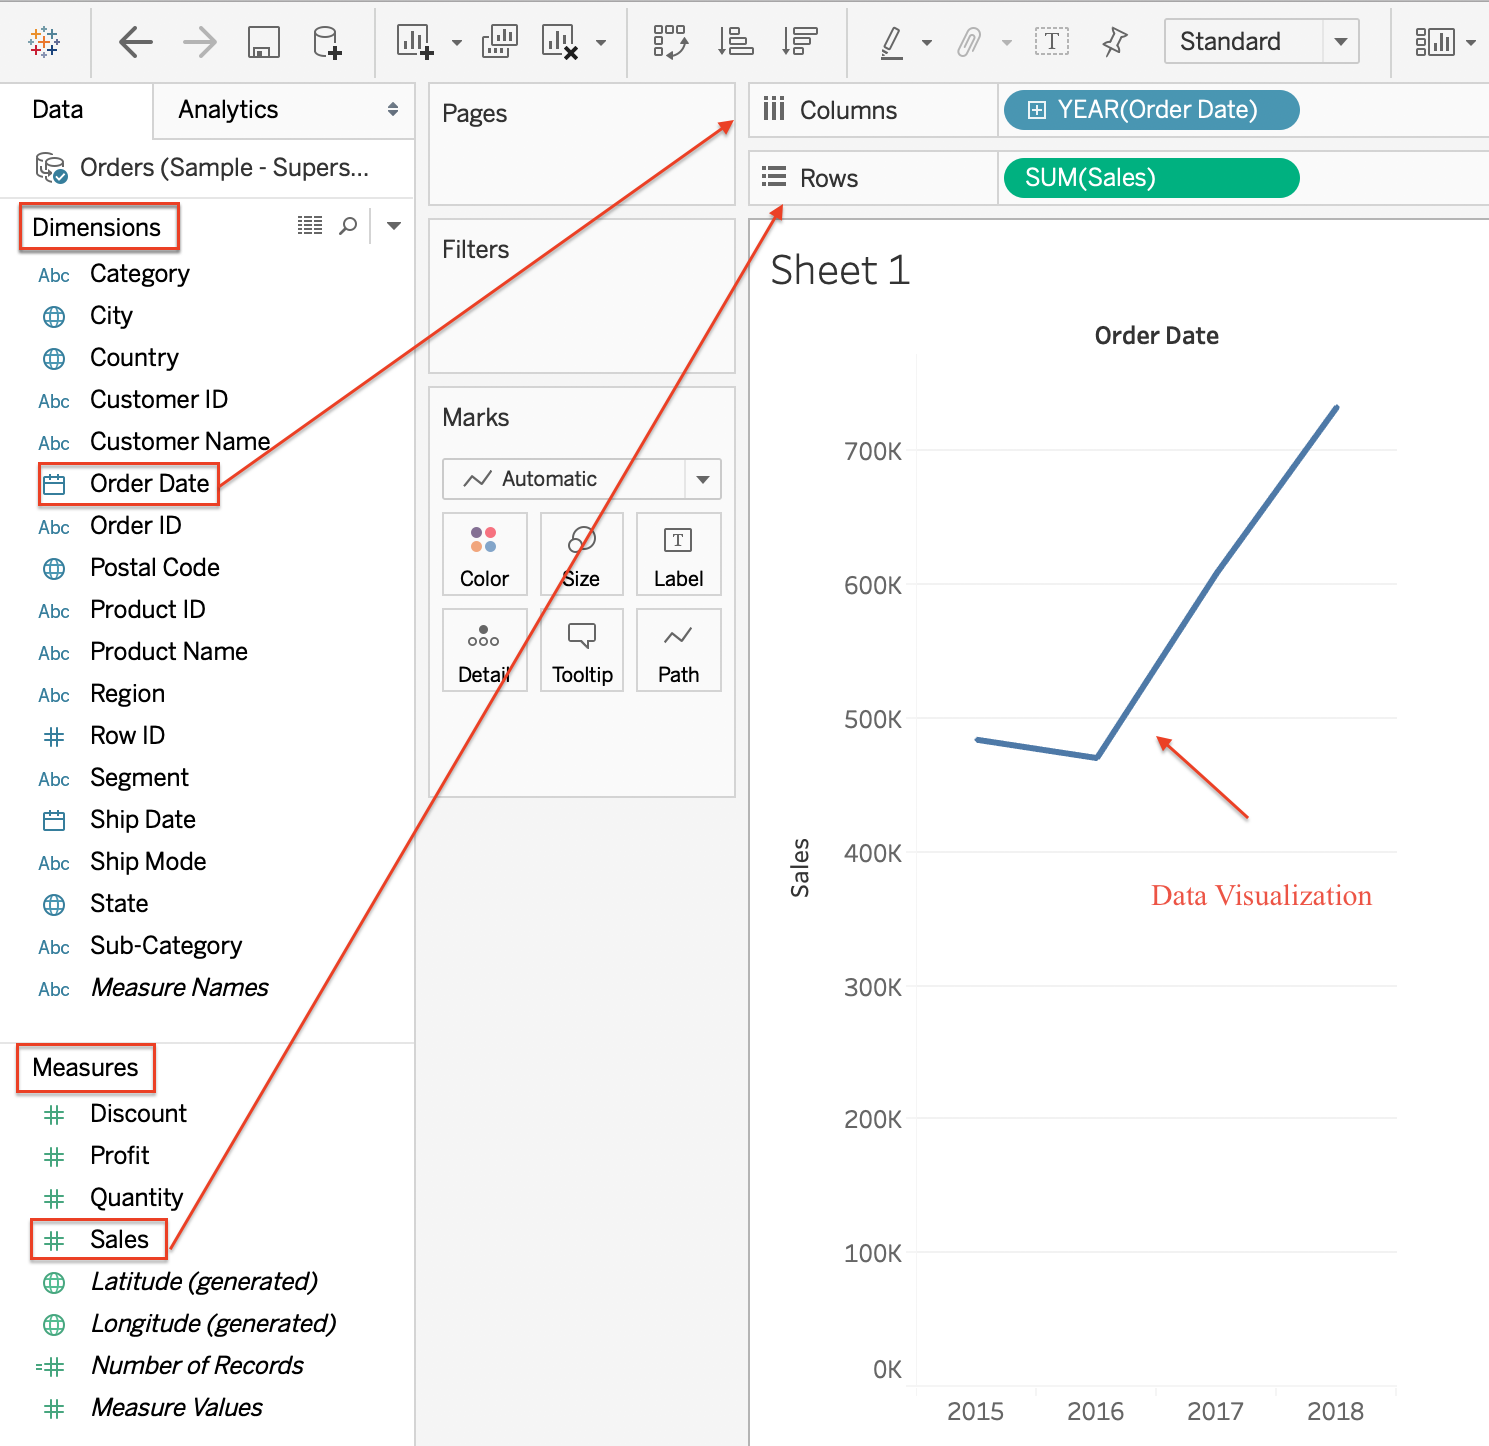 Standard
Data
Analytics
Orders (Sample - Supers...
Dimensions
Abc Category
City
Country
Abc Customer ID
Abc Customer Name
Order Date
Abc Order ID
Postal Code
Abc Product ID
Abc Product Name
Abc Region
# Row ID
Abc Segment
Ship Date
Abc Ship Mode
State
Abc Sub-Category
Abc Measure Names
Measures
# Discount
# Profit
# Quantity
# Sales
Latitude (generated)
Longitude (generated)
=# Number of Records
# Measure Values
Pages
Filters
Marks
Automatic
Color
Size
T
Label
Detail
Tooltip
Path
T
Columns
YEAR(Order Date)
Rows
SUM(Sales)
Sheet 1
Order Date
700K
600K
500K
400K
300K
200K
100K
0K
Sales
Data Visualization
2015 2016 2017 2018